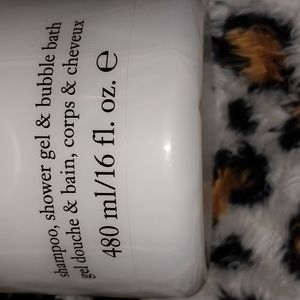 shampoo, shower gel & bubble bath
gel douche & bain, corps & cheveux
480 ml/16 fl. oz. ℮